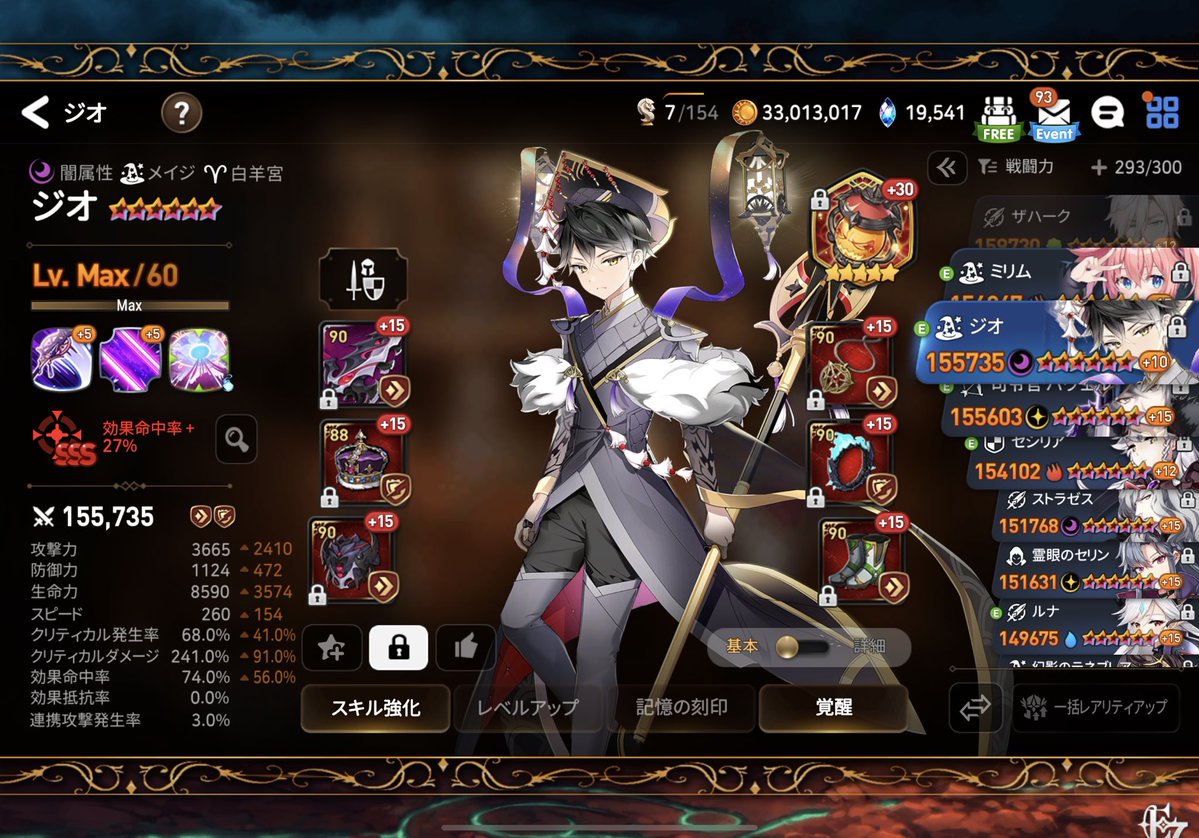 ジオ
?
7/154
33,013,017
19,541
FREE
93
Event
闇属性 メイジ 白羊宮
ジオ
Lv. Max/60
Max
+5
+5
SSS
効果命中率+
27%
155,735
攻撃力 3665 2410
防御力 1124 472
生命力 8590 3574
スピード 260 154
クリティカル発生率 68.0% 41.0%
クリティカルダメージ 241.0% 91.0%
効果命中率 74.0% 56.0%
効果抵抗率 0.0%
連携攻撃発生率 3.0%
90 +15
88 +15
90 +15
+30
90 +15
90 +15
90 +15
基本 詳細
スキル強化
レベルアップ
記憶の刻印
覚醒
戦闘力
293/300
ザハーク
E ミリム
E ジオ
155735 +10
155603 +15
E セシリア
154102 +12
ストラゼス
151768 +15
霊眼のセリン
151631 +15
E ルナ
149675 +15
一括レアリティアップ